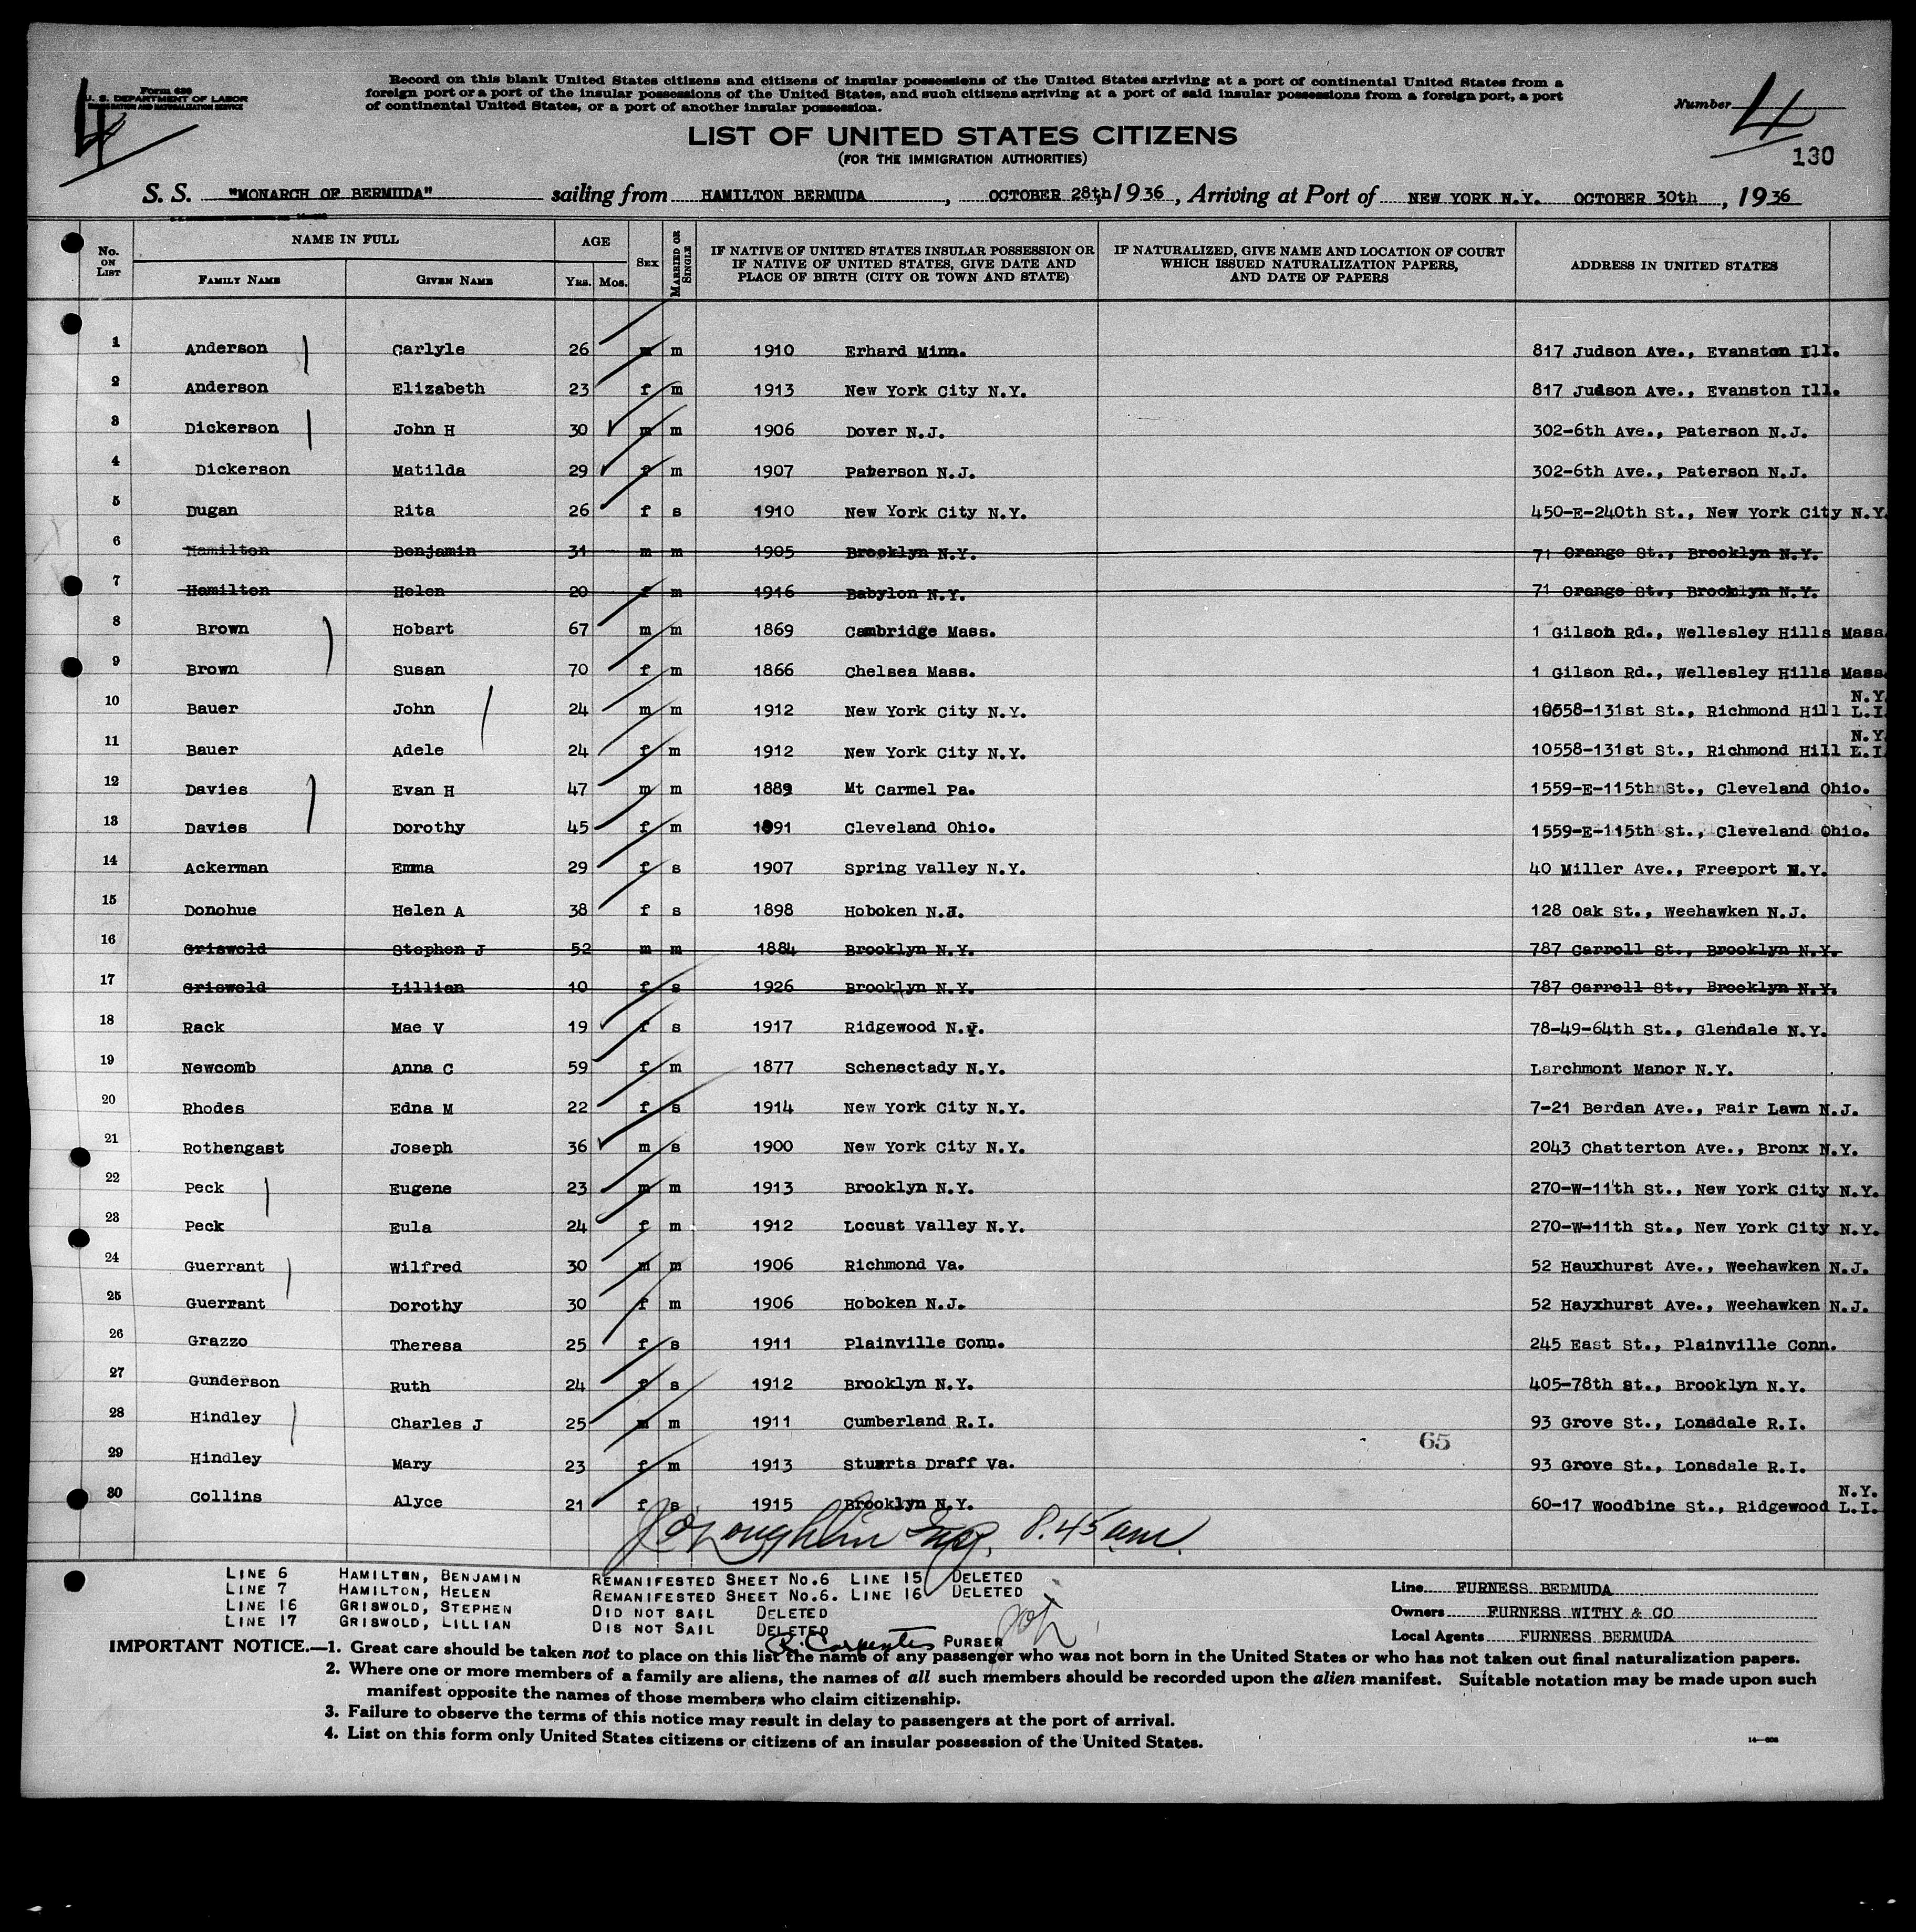 Form 630
U. S. DEPARTMENT OF LABOR
IMMIGRATION AND NATURALIZATION SERVICE
4
Record on this blank United States citizens and citizens of insular possessions of the United States arriving at a port of continental United States from a
foreign port or a port of the insular possessions of the United States, and such citizens arriving at a port of said insular possessions from a foreign port, a port
of continental United States, or a port of another insular possession.
Number 4
130
LIST OF UNITED STATES CITIZENS
(FOR THE IMMIGRATION AUTHORITIES)
S. S. "MONARCH OF BERMUDA" sailing from HAMILTON BERMUDA , OCTOBER 28th 1936, Arriving at Port of NEW YORK N.Y. OCTOBER 30th , 1936
No. ON LIST NAME IN FULL FAMILY NAME GIVEN NAME AGE YRS. MOS. SEX MARRIED OR SINGLE IF NATIVE OF UNITED STATES INSULAR POSSESSION OR IF NATIVE OF UNITED STATES, GIVE DATE AND PLACE OF BIRTH (CITY OR TOWN AND STATE) IF NATURALIZED, GIVE NAME AND LOCATION OF COURT WHICH ISSUED NATURALIZATION PAPERS, AND DATE OF PAPERS ADDRESS IN UNITED STATES
1 Anderson Carlyle 26 m m 1910 Erhard Minn. 817 Judson Ave., Evanston Ill.
2 Anderson Elizabeth 23 f m 1913 New York City N.Y. 817 Judson Ave., Evanston Ill.
3 Dickerson John H 30 m m 1906 Dover N.J. 302-6th Ave., Paterson N.J.
4 Dickerson Matilda 29 f m 1907 Paterson N.J. 302-6th Ave., Paterson N.J.
5 Dugan Rita 26 f s 1910 New York City N.Y. 450-E-240th St., New York City N.Y.
6 Hamilton Benjamin 31 m m 1905 Brooklyn N.Y. 71 Orange St., Brooklyn N.Y.
7 Hamilton Helen 20 f m 1916 Babylon N.Y. 71 Orange St., Brooklyn N.Y.
8 Brown Hobart 67 m m 1869 Cambridge Mass. 1 Gilson Rd., Wellesley Hills Mass.
9 Brown Susan 70 f m 1866 Chelsea Mass. 1 Gilson Rd., Wellesley Hills Mass.
10 Bauer John 24 m m 1912 New York City N.Y. 10558-131st St., Richmond Hill L.I. N.Y.
11 Bauer Adele 24 f m 1912 New York City N.Y. 10558-131st St., Richmond Hill L.I. N.Y.
12 Davies Evan H 47 m m 1889 Mt Carmel Pa. 1559-E-115th St., Cleveland Ohio.
13 Davies Dorothy 45 f m 1891 Cleveland Ohio. 1559-E-115th St., Cleveland Ohio.
14 Ackerman Emma 29 f s 1907 Spring Valley N.Y. 40 Miller Ave., Freeport N.Y.
15 Donohue Helen A 38 f s 1898 Hoboken N.J. 128 Oak St., Weehawken N.J.
16 Griswold Stephen J 52 m m 1884 Brooklyn N.Y. 787 Carroll St., Brooklyn N.Y.
17 Griswold Lillian 10 f s 1926 Brooklyn N.Y. 787 Carroll St., Brooklyn N.Y.
18 Rack Mae V 19 f s 1917 Ridgewood N.Y. 78-49-64th St., Glendale N.Y.
19 Newcomb Anna C 59 f m 1877 Schenectady N.Y. Larchmont Manor N.Y.
20 Rhodes Edna M 22 f s 1914 New York City N.Y. 7-21 Berdan Ave., Fair Lawn N.J.
21 Rothengast Joseph 36 m s 1900 New York City N.Y. 2043 Chatterton Ave., Bronx N.Y.
22 Peck Eugene 23 m m 1913 Brooklyn N.Y. 270-W-11th St., New York City N.Y.
23 Peck Eula 24 f m 1912 Locust Valley N.Y. 270-W-11th St., New York City N.Y.
24 Guerrant Wilfred 30 m m 1906 Richmond Va. 52 Hauxhurst Ave., Weehawken N.J.
25 Guerrant Dorothy 30 f m 1906 Hoboken N.J. 52 Hayxhurst Ave., Weehawken N.J.
26 Grazzo Theresa 25 f s 1911 Plainville Conn. 245 East St., Plainville Conn.
27 Gunderson Ruth 24 f s 1912 Brooklyn N.Y. 405-78th St., Brooklyn N.Y.
28 Hindley Charles J 25 m m 1911 Cumberland R.I. 93 Grove St., Lonsdale R.I.
65
29 Hindley Mary 23 f m 1913 Stuarts Draff Va. 93 Grove St., Lonsdale R.I.
30 Collins Alyce 21 f s 1915 Brooklyn N.Y. 60-17 Woodbine St., Ridgewood L.I. N.Y.
J O'Loughlin Insp. 8.45 am.
LINE 6 HAMILTON, BENJAMIN REMANIFESTED SHEET NO.6 LINE 15 DELETED
LINE 7 HAMILTON, HELEN REMANIFESTED SHEET NO.6. LINE 16 DELETED
LINE 16 GRISWOLD, STEPHEN DID NOT SAIL DELETED
LINE 17 GRISWOLD, LILLIAN DIS NOT SAIL DELETED
R. Carpenter PURSER
Line FURNESS BERMUDA
Owners FURNESS WITHY & CO
Local Agents FURNESS BERMUDA
IMPORTANT NOTICE.—1. Great care should be taken not to place on this list the name of any passenger who was not born in the United States or who has not taken out final naturalization papers.
2. Where one or more members of a family are aliens, the names of all such members should be recorded upon the alien manifest. Suitable notation may be made upon such
manifest opposite the names of those members who claim citizenship.
3. Failure to observe the terms of this notice may result in delay to passengers at the port of arrival.
4. List on this form only United States citizens or citizens of an insular possession of the United States.